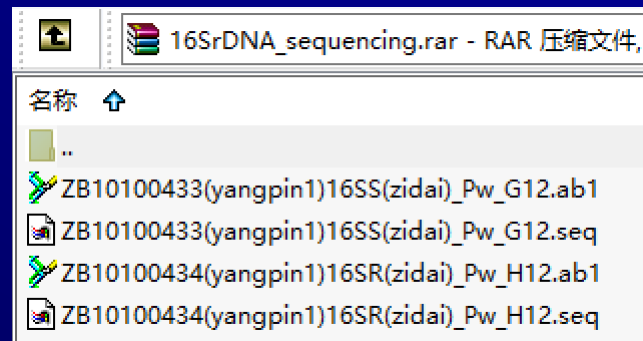 16SrDNA_sequencing.rar - RAR 压缩文件,
名称
..
ZB10100433(yangpin1)16SS(zidai)_Pw_G12.ab1
ZB10100433(yangpin1)16SS(zidai)_Pw_G12.seq
ZB10100434(yangpin1)16SR(zidai)_Pw_H12.ab1
ZB10100434(yangpin1)16SR(zidai)_Pw_H12.seq